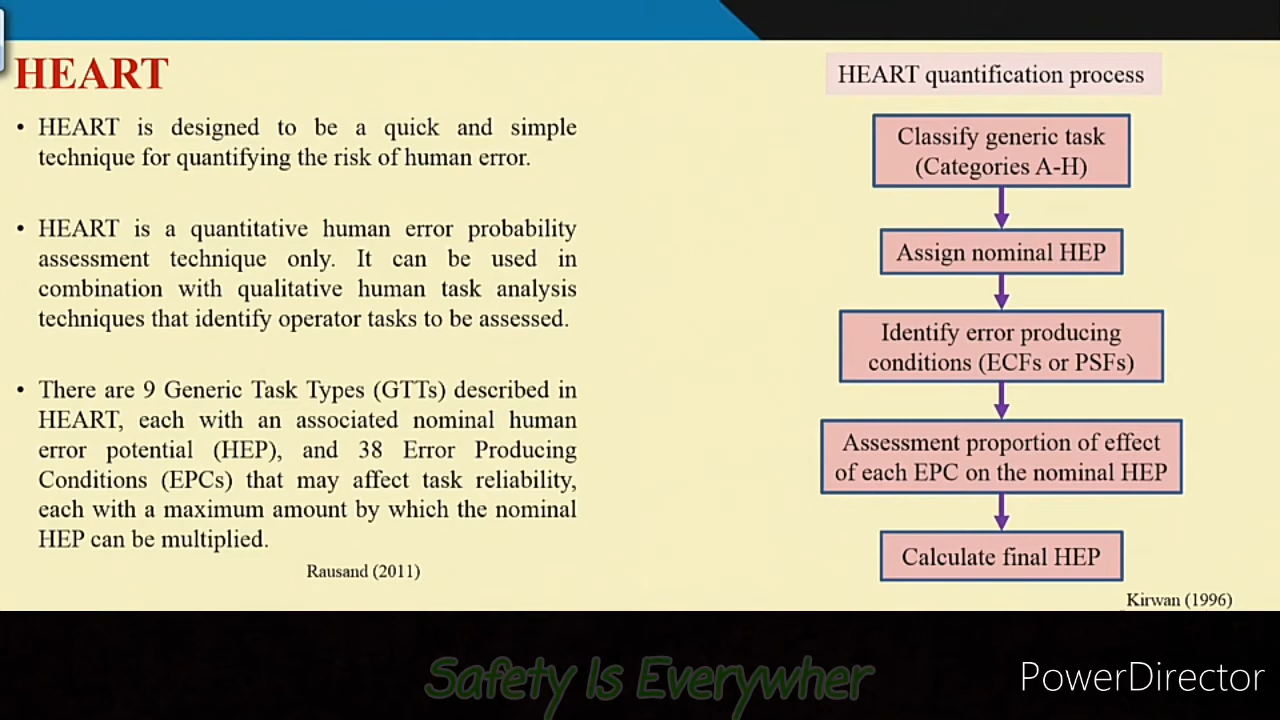 HEART
• HEART is designed to be a quick and simple
technique for quantifying the risk of human error.
• HEART is a quantitative human error probability
assessment technique only. It can be used in
combination with qualitative human task analysis
techniques that identify operator tasks to be assessed.
• There are 9 Generic Task Types (GTTs) described in
HEART, each with an associated nominal human
error potential (HEP), and 38 Error Producing
Conditions (EPCs) that may affect task reliability,
each with a maximum amount by which the nominal
HEP can be multiplied.
Rausand (2011)
HEART quantification process
Classify generic task
(Categories A-H)
Assign nominal HEP
Identify error producing
conditions (ECFs or PSFs)
Assessment proportion of effect
of each EPC on the nominal HEP
Calculate final HEP
Kirwan (1996)
Safety Is Everywher
PowerDirector